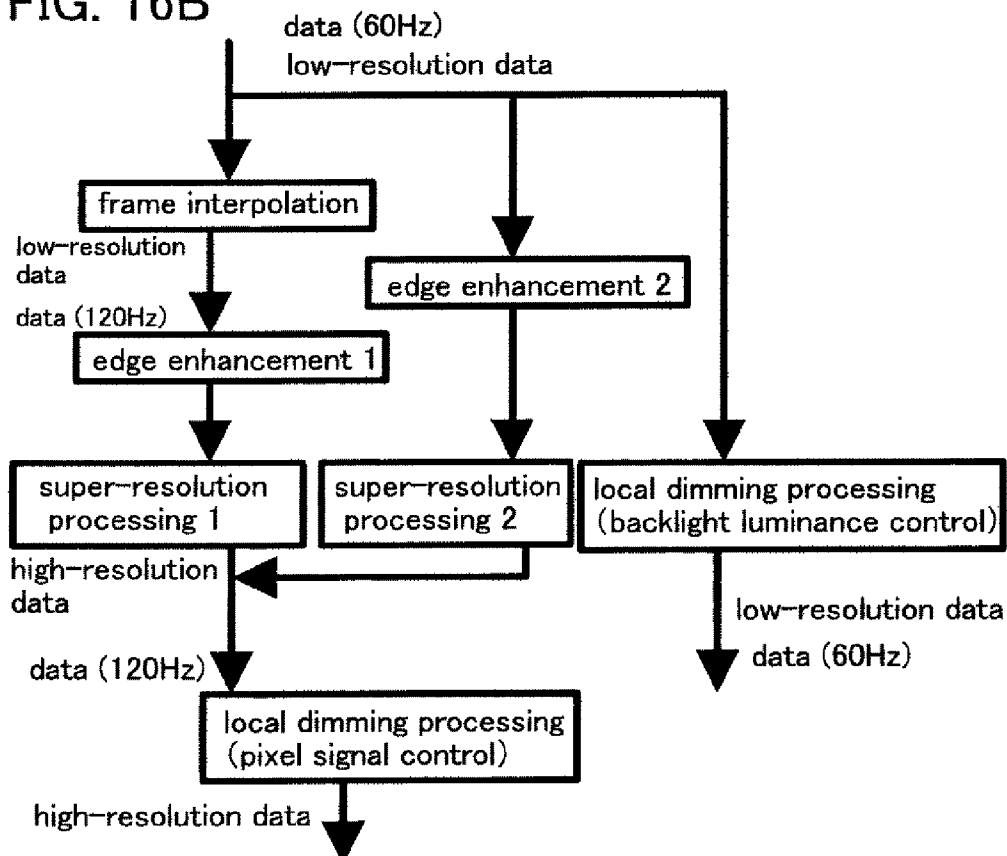 FIG. 16B
data (60Hz)
low-resolution data
frame interpolation
low-resolution
data
data (120Hz)
edge enhancement 1
edge enhancement 2
super-resolution
processing 1
super-resolution
processing 2
local dimming processing
(backlight luminance control)
high-resolution
data
data (120Hz)
low-resolution data
data (60Hz)
local dimming processing
(pixel signal control)
high-resolution data